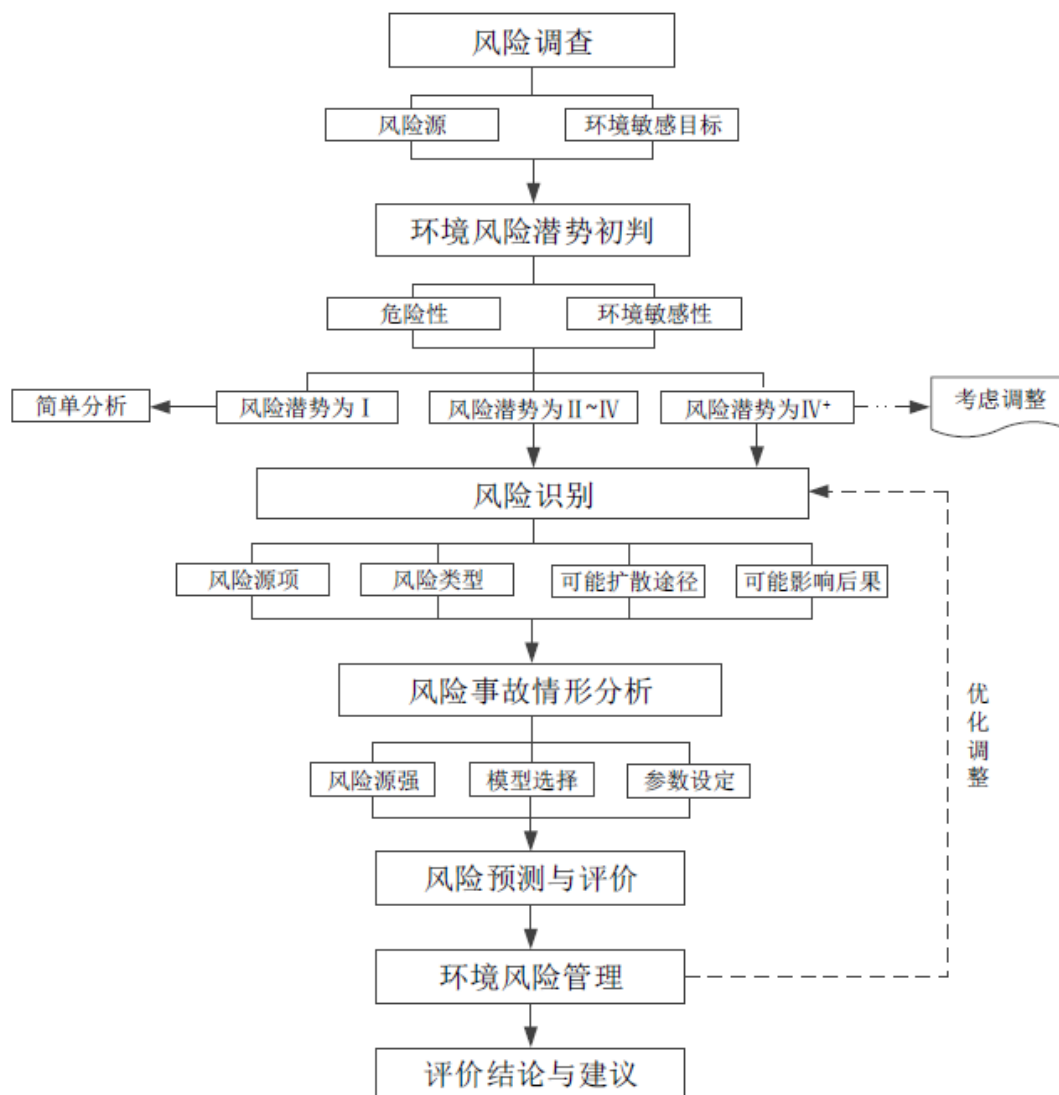 风险调查
风险源
环境敏感目标
环境风险潜势初判
危险性
环境敏感性
简单分析
风险潜势为Ⅰ
风险潜势为Ⅱ~Ⅳ
风险潜势为Ⅳ⁺
考虑调整
风险识别
风险源项
风险类型
可能扩散途径
可能影响后果
风险事故情形分析
优化调整
风险源强
模型选择
参数设定
风险预测与评价
环境风险管理
评价结论与建议